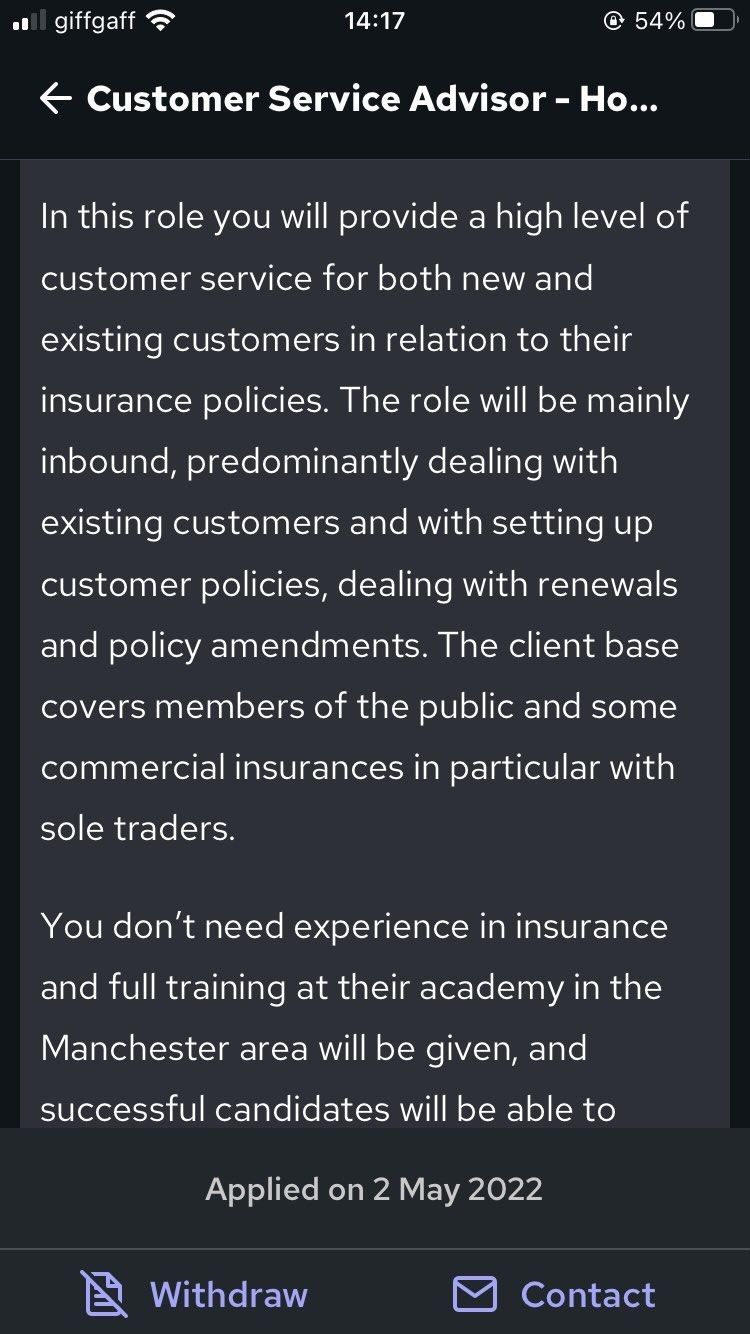 giffgaff 14:17 54%
Customer Service Advisor - Ho...
In this role you will provide a high level of
customer service for both new and
existing customers in relation to their
insurance policies. The role will be mainly
inbound, predominantly dealing with
existing customers and with setting up
customer policies, dealing with renewals
and policy amendments. The client base
covers members of the public and some
commercial insurances in particular with
sole traders.
You don’t need experience in insurance
and full training at their academy in the
Manchester area will be given, and
successful candidates will be able to
Applied on 2 May 2022
Withdraw Contact